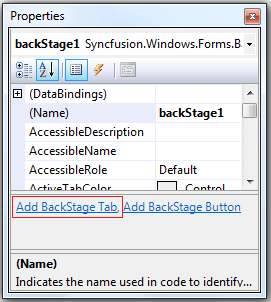 Properties
backStage1 Syncfusion.Windows.Forms.B
(DataBindings)
(Name) backStage1
AccessibleDescription
AccessibleName
AccessibleRole Default
ActiveTabColor Control
Add BackStage Tab, Add BackStage Button
(Name)
Indicates the name used in code to identify...